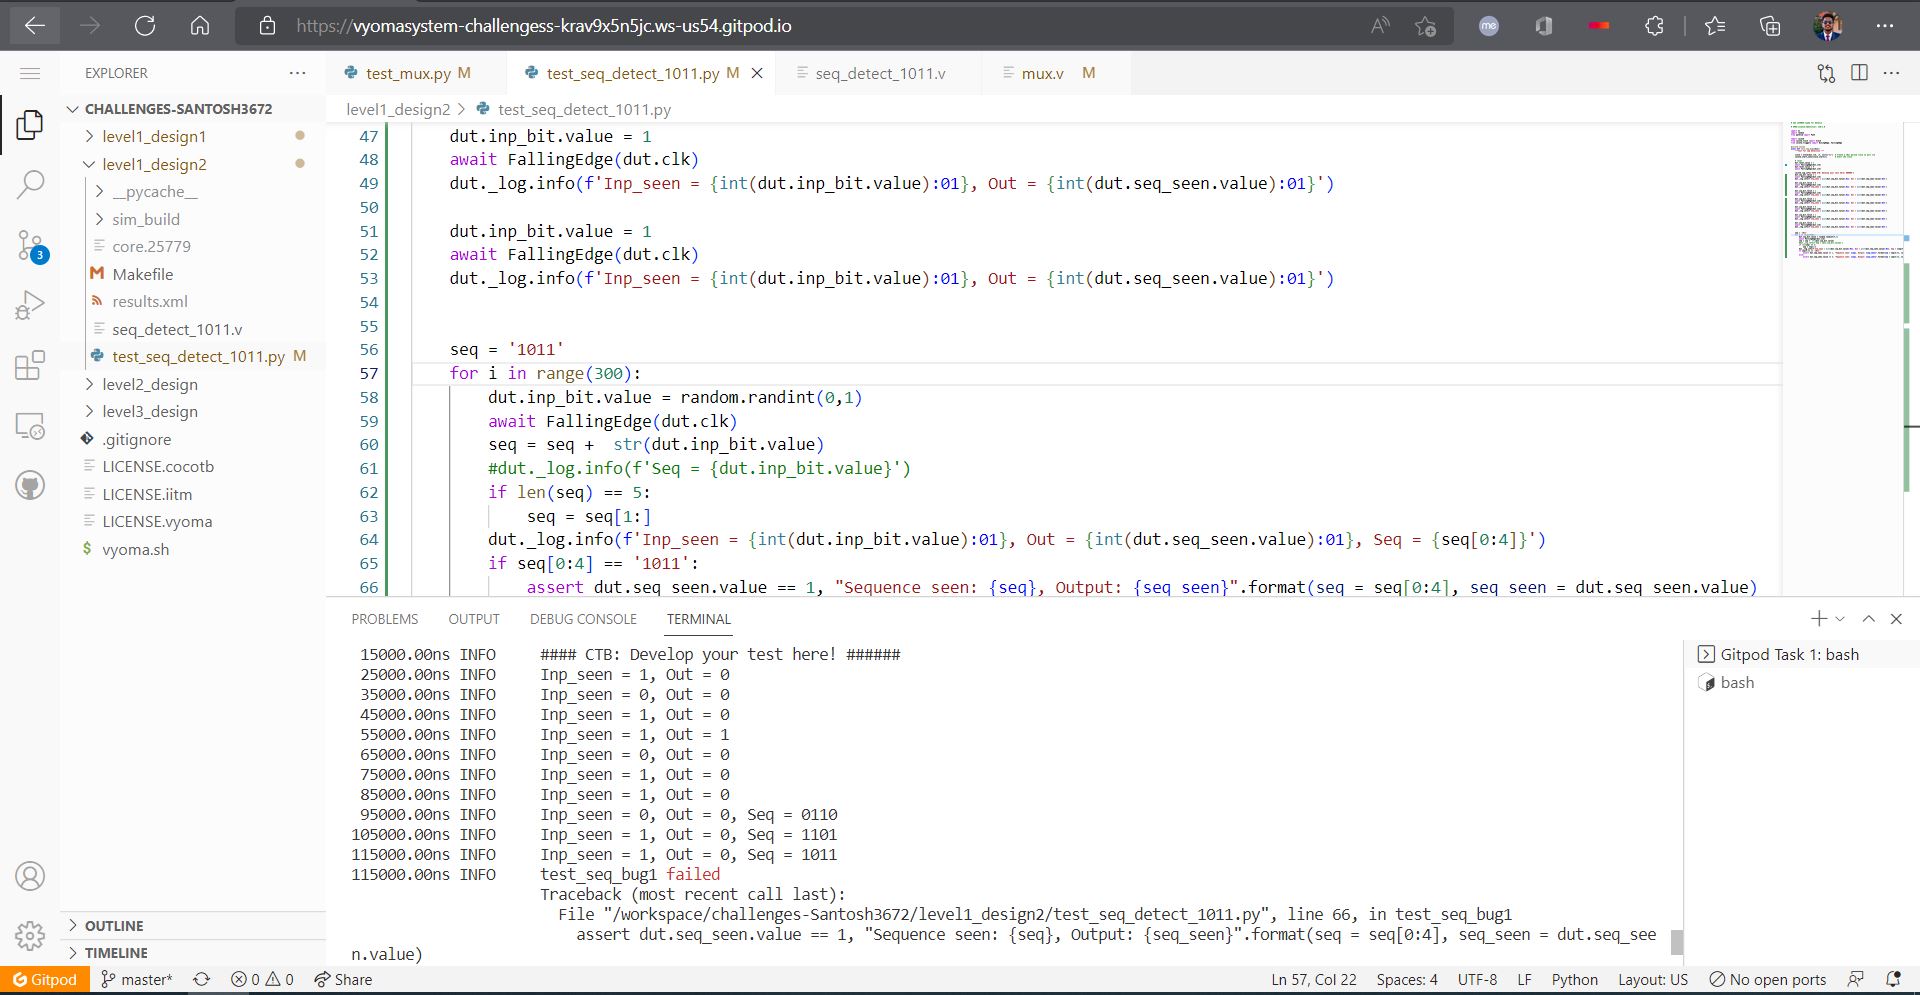 https://vyomasystem-challengess-krav9x5n5jc.ws-us54.gitpod.io
me
EXPLORER
test_mux.py M
test_seq_detect_1011.py M
seq_detect_1011.v
mux.v M
CHALLENGES-SANTOSH3672
level1_design1
level1_design2
__pycache__
sim_build
core.25779
Makefile
results.xml
seq_detect_1011.v
test_seq_detect_1011.py M
level2_design
level3_design
.gitignore
LICENSE.cocotb
LICENSE.iitm
LICENSE.vyoma
$ vyoma.sh
3
OUTLINE
TIMELINE
level1_design2 > test_seq_detect_1011.py
47 dut.inp_bit.value = 1
48 await FallingEdge(dut.clk)
49 dut._log.info(f'Inp_seen = {int(dut.inp_bit.value):01}, Out = {int(dut.seq_seen.value):01}')
50
51 dut.inp_bit.value = 1
52 await FallingEdge(dut.clk)
53 dut._log.info(f'Inp_seen = {int(dut.inp_bit.value):01}, Out = {int(dut.seq_seen.value):01}')
54
55
56 seq = '1011'
57 for i in range(300):
58 dut.inp_bit.value = random.randint(0,1)
59 await FallingEdge(dut.clk)
60 seq = seq +  str(dut.inp_bit.value)
61 #dut._log.info(f'Seq = {dut.inp_bit.value}')
62 if len(seq) == 5:
63 seq = seq[1:]
64 dut._log.info(f'Inp_seen = {int(dut.inp_bit.value):01}, Out = {int(dut.seq_seen.value):01}, Seq = {seq[0:4]}')
65 if seq[0:4] == '1011':
66 assert dut.seq_seen.value == 1, "Sequence seen: {seq}, Output: {seq_seen}".format(seq = seq[0:4], seq_seen = dut.seq_seen.value)
PROBLEMS OUTPUT DEBUG CONSOLE TERMINAL
15000.00ns INFO #### CTB: Develop your test here! ######
25000.00ns INFO Inp_seen = 1, Out = 0
35000.00ns INFO Inp_seen = 0, Out = 0
45000.00ns INFO Inp_seen = 1, Out = 0
55000.00ns INFO Inp_seen = 1, Out = 1
65000.00ns INFO Inp_seen = 0, Out = 0
75000.00ns INFO Inp_seen = 1, Out = 0
85000.00ns INFO Inp_seen = 1, Out = 0
95000.00ns INFO Inp_seen = 0, Out = 0, Seq = 0110
105000.00ns INFO Inp_seen = 1, Out = 0, Seq = 1101
115000.00ns INFO Inp_seen = 1, Out = 0, Seq = 1011
115000.00ns INFO test_seq_bug1 failed
Traceback (most recent call last):
File "/workspace/challenges-Santosh3672/level1_design2/test_seq_detect_1011.py", line 66, in test_seq_bug1
assert dut.seq_seen.value == 1, "Sequence seen: {seq}, Output: {seq_seen}".format(seq = seq[0:4], seq_seen = dut.seq_see
n.value)
Gitpod Task 1: bash
bash
Gitpod master* 0 0 Share
Ln 57, Col 22 Spaces: 4 UTF-8 LF Python Layout: US No open ports